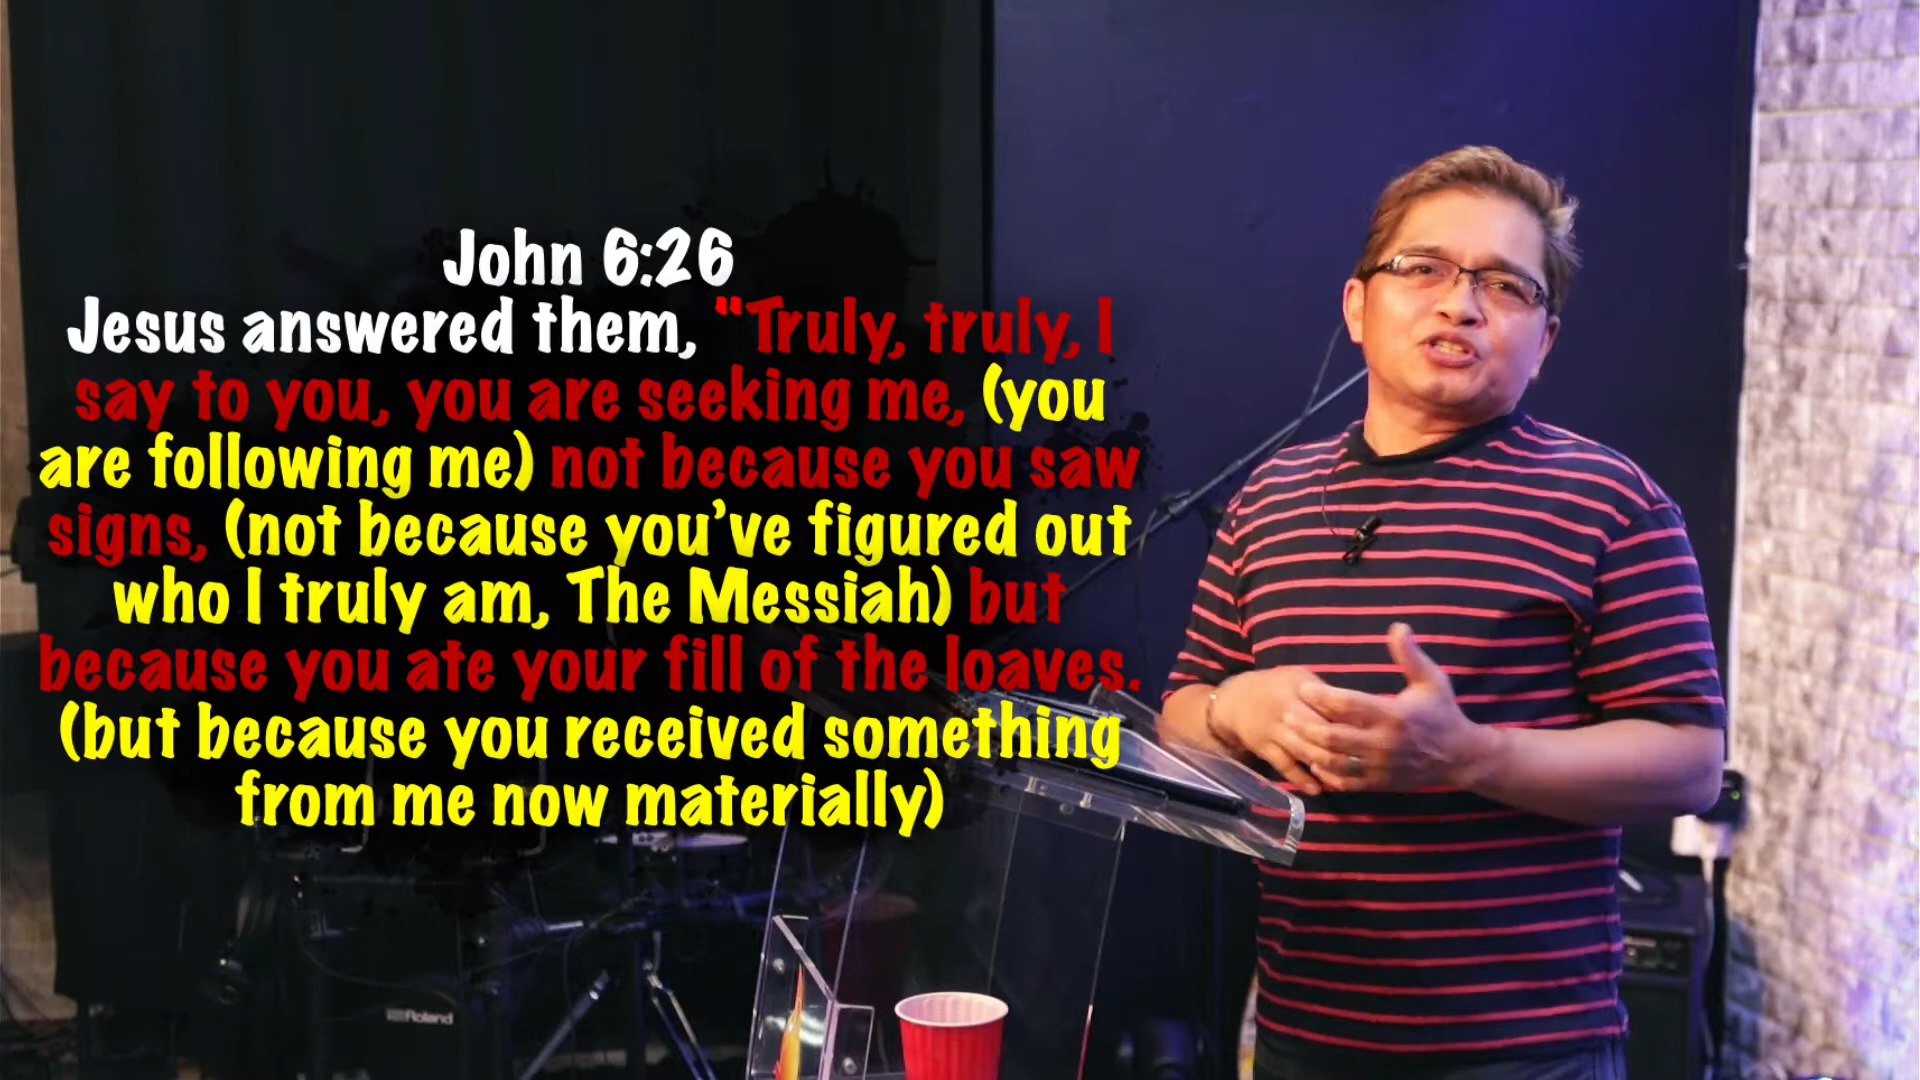 John 6:26
Jesus answered them, "Truly, truly, I
say to you, you are seeking me, (you
are following me) not because you saw
signs, (not because you’ve figured out
who I truly am, The Messiah) but
because you ate your fill of the loaves.
(but because you received something
from me now materially)
Roland